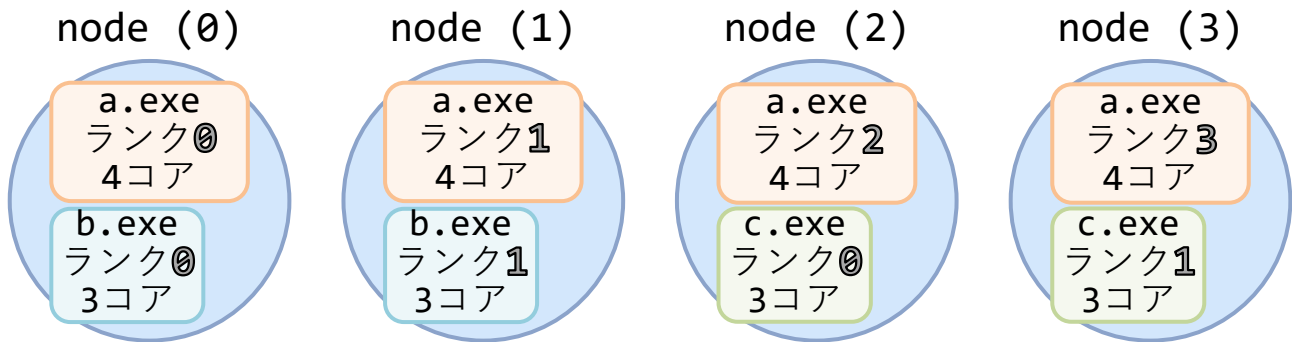 node (0)
a.exe
ランク0
4コア
b.exe
ランク0
3コア
node (1)
a.exe
ランク1
4コア
b.exe
ランク1
3コア
node (2)
a.exe
ランク2
4コア
c.exe
ランク0
3コア
node (3)
a.exe
ランク3
4コア
c.exe
ランク1
3コア